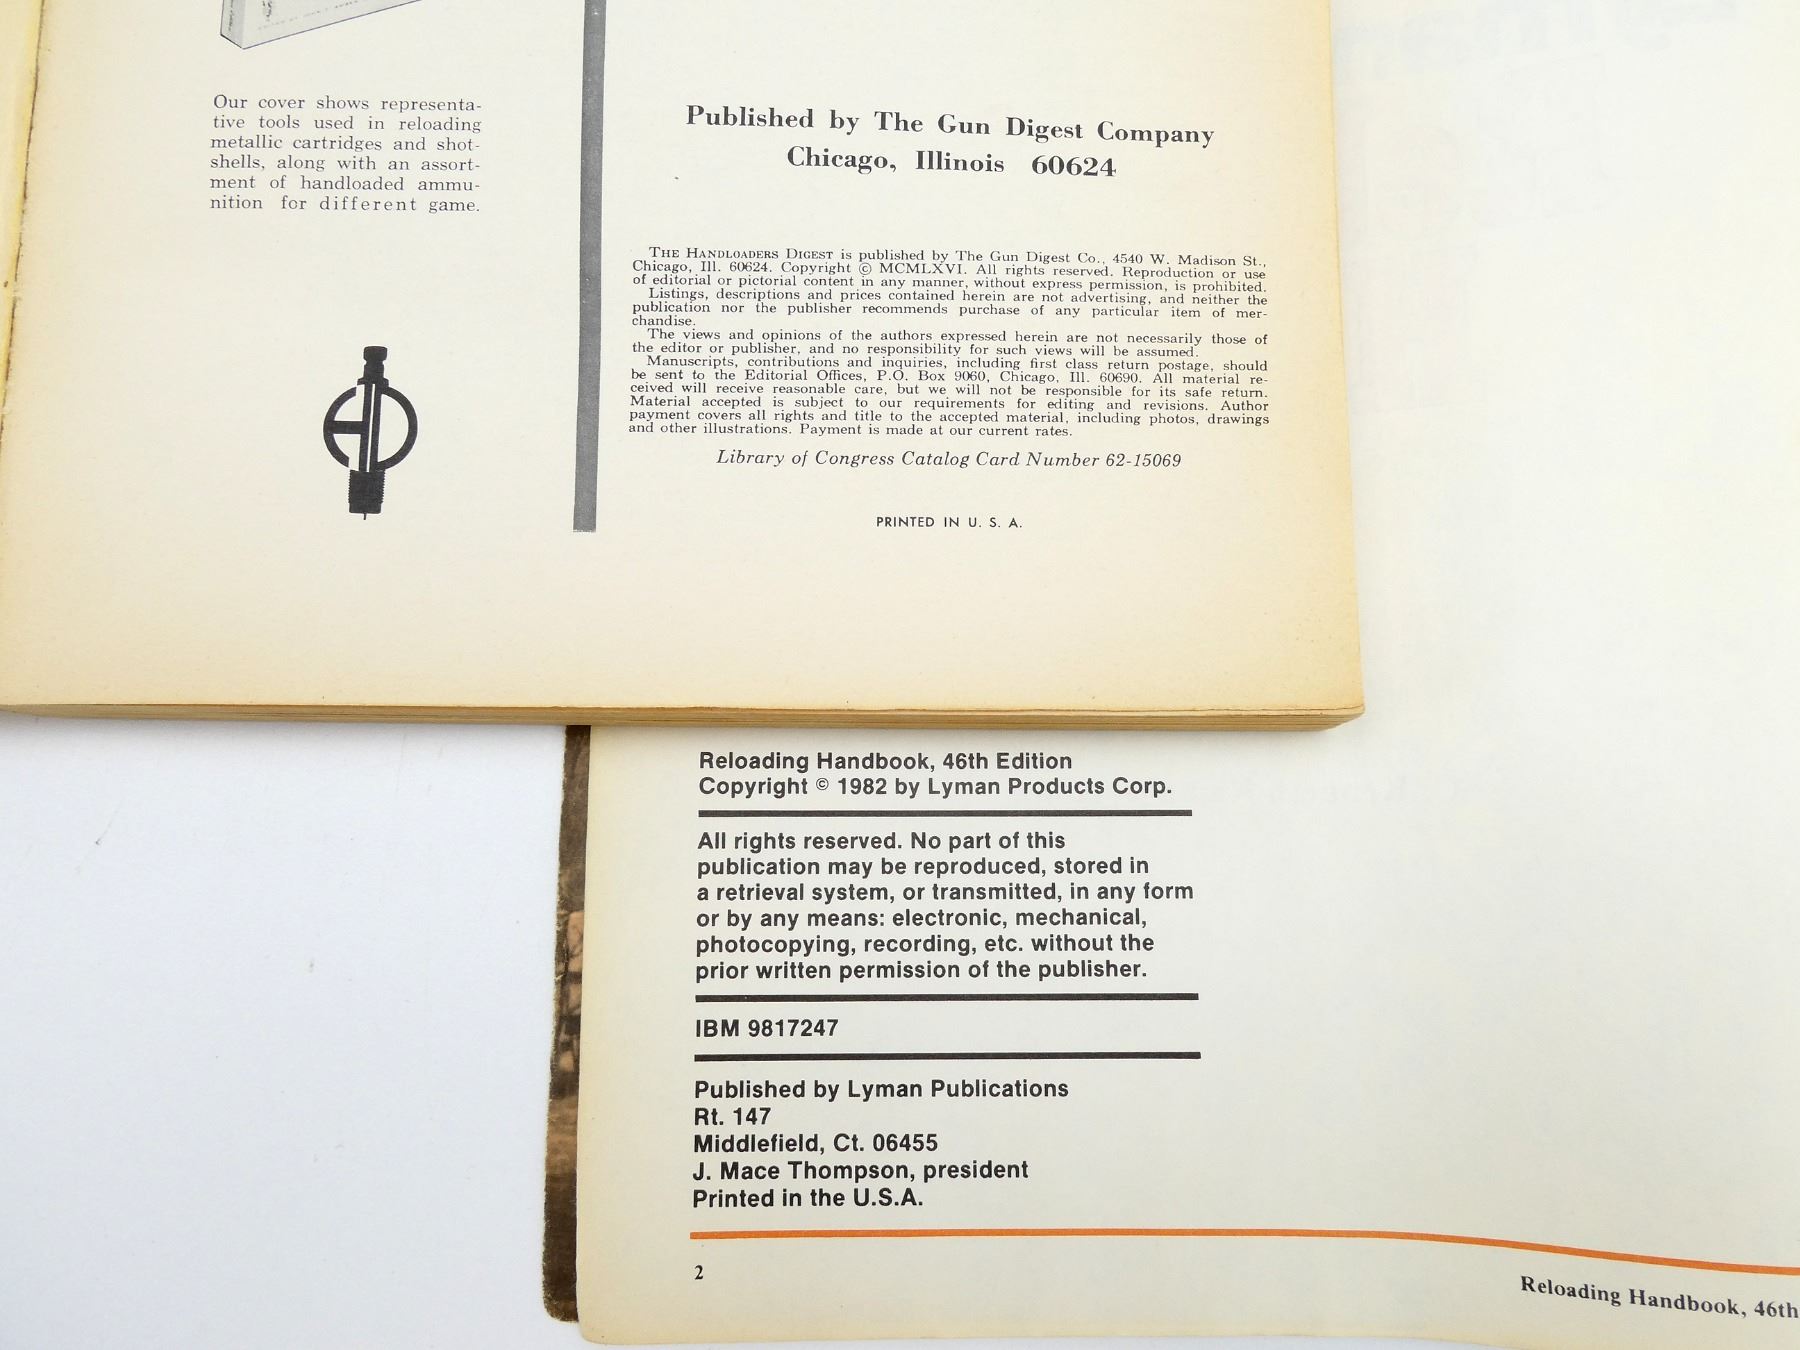 Our cover shows representa-
tive tools used in reloading
metallic cartridges and shot-
shells, along with an assort-
ment of handloaded ammu-
nition for different game.
Published by The Gun Digest Company
Chicago, Illinois 60624
THE HANDLOADERS DIGEST is published by The Gun Digest Co., 4540 W. Madison St.,
Chicago, Ill. 60624. Copyright © MCMLXVI. All rights reserved. Reproduction or use
of editorial or pictorial content in any manner, without express permission, is prohibited.
Listings, descriptions and prices contained herein are not advertising, and neither the
publication nor the publisher recommends purchase of any particular item of mer-
chandise.
The views and opinions of the authors expressed herein are not necessarily those of
the editor or publisher, and no responsibility for such views will be assumed.
Manuscripts, contributions and inquiries, including first class return postage, should
be sent to the Editorial Offices, P.O. Box 9060, Chicago, Ill. 60690. All material re-
ceived will receive reasonable care, but we will not be responsible for its safe return.
Material accepted is subject to our requirements for editing and revisions. Author
payment covers all rights and title to the accepted material, including photos, drawings
and other illustrations. Payment is made at our current rates.
Library of Congress Catalog Card Number 62-15069
PRINTED IN U. S. A.
Reloading Handbook, 46th Edition
Copyright © 1982 by Lyman Products Corp.
All rights reserved. No part of this
publication may be reproduced, stored in
a retrieval system, or transmitted, in any form
or by any means: electronic, mechanical,
photocopying, recording, etc. without the
prior written permission of the publisher.
IBM 9817247
Published by Lyman Publications
Rt. 147
Middlefield, Ct. 06455
J. Mace Thompson, president
Printed in the U.S.A.
2
Reloading Handbook, 46th